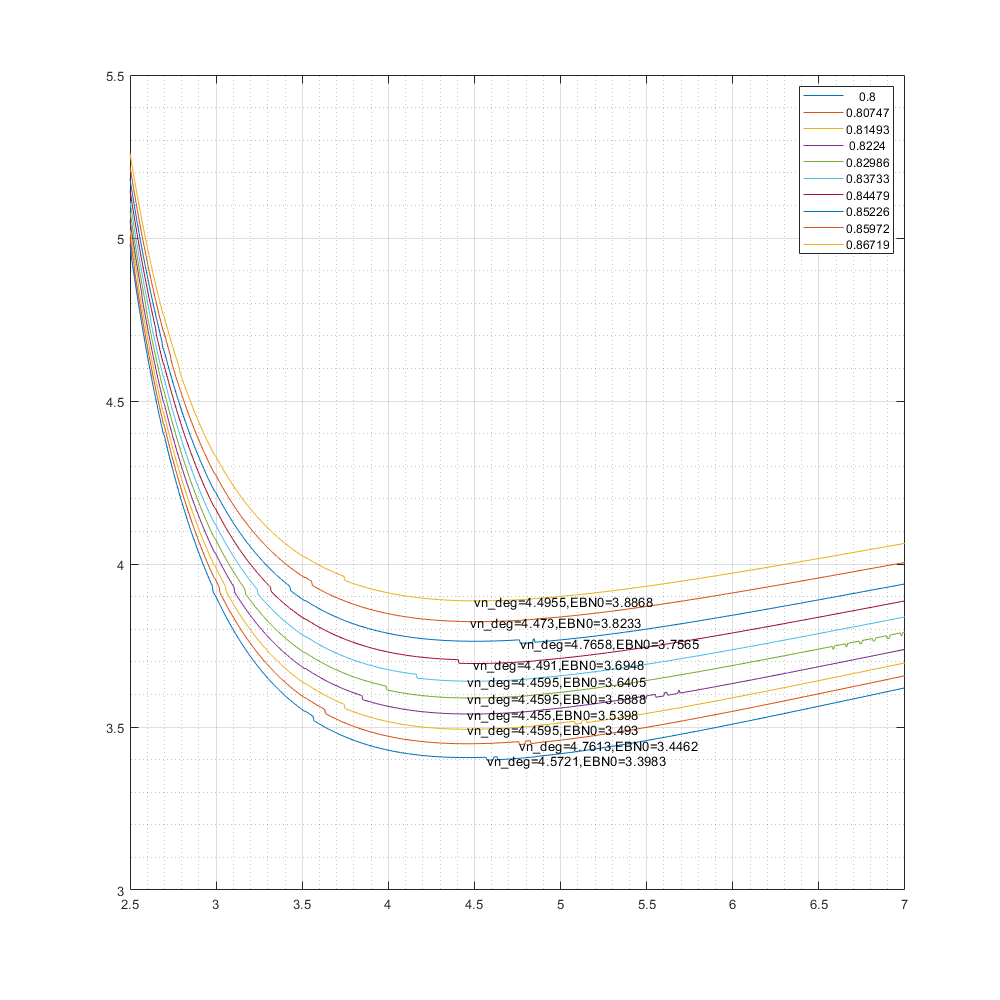 5.5
5
4.5
4
3.5
3
2.5
3
3.5
4
4.5
5
5.5
6
6.5
7
0.8
0.80747
0.81493
0.8224
0.82986
0.83733
0.84479
0.85226
0.85972
0.86719
vn_deg=4.4955,EBN0=3.8868
vn_deg=4.473,EBN0=3.8233
vn_deg=4.7658,EBN0=3.7565
vn_deg=4.491,EBN0=3.6948
vn_deg=4.4595,EBN0=3.6405
vn_deg=4.4595,EBN0=3.5888
vn_deg=4.455,EBN0=3.5398
vn_deg=4.4595,EBN0=3.493
vn_deg=4.7613,EBN0=3.4462
vn_deg=4.5721,EBN0=3.3983